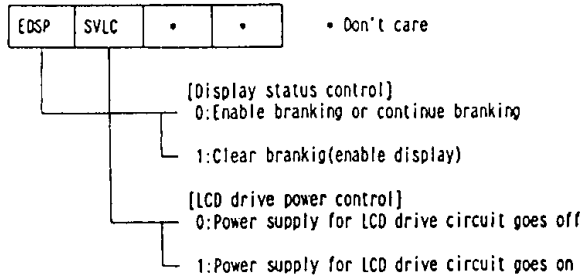 EDSP SVLC * * * Don't care
[Display status control]
0:Enable branking or continue branking
1:Clear brankig(enable display)
[LCD drive power control]
0:Power supply for LCD drive circuit goes off
1:Power supply for LCD drive circuit goes on